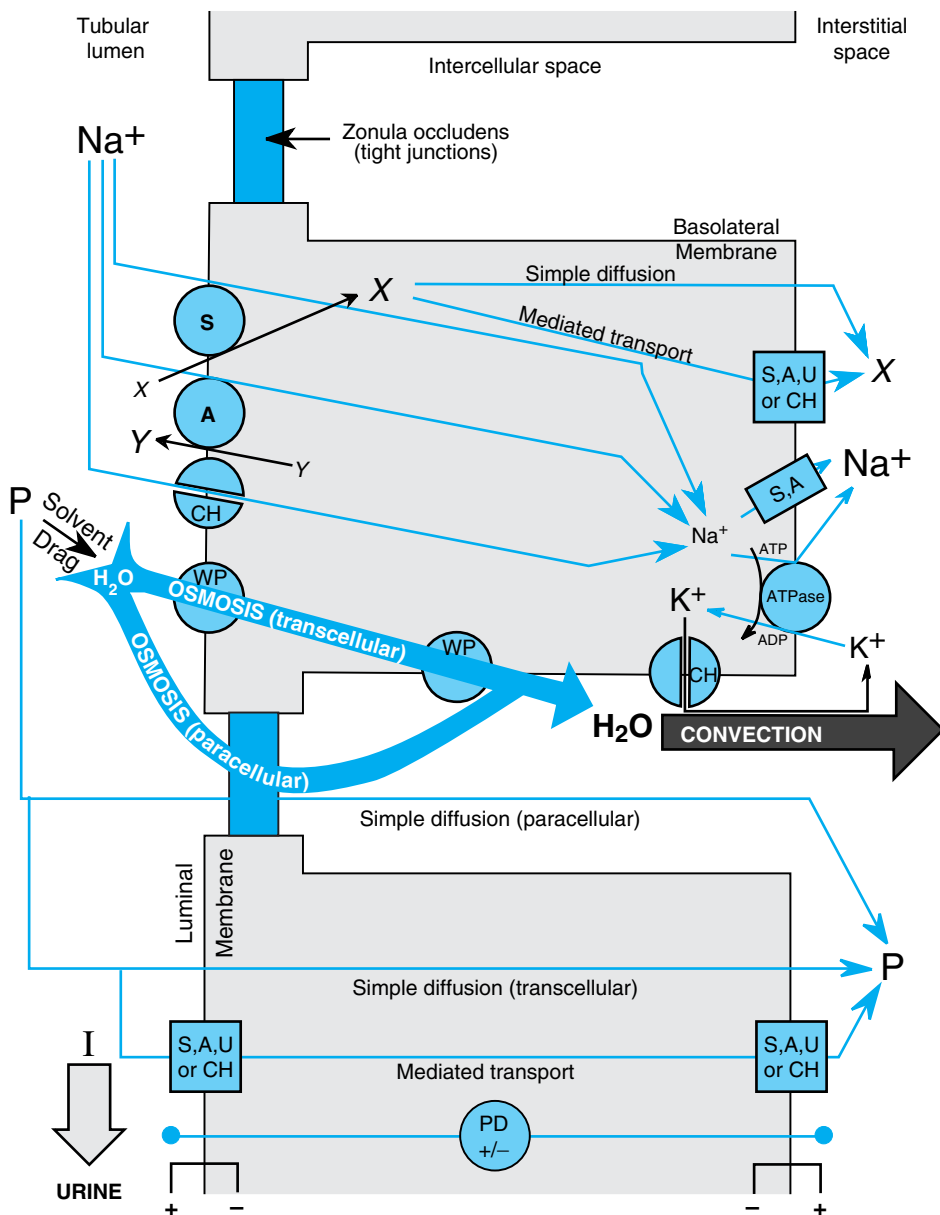 Tubular
lumen
Interstitial
space
Intercellular space
Zonula occludens
(tight junctions)
Na+
Basolateral
Membrane
Simple diffusion
X
Mediated transport
S
X
S,A,U
or CH
X
A
Y
Y
Na+
S,A
CH
P
Solvent
Drag
Na+
ATP
H2O
WP
OSMOSIS (transcellular)
K+
ATPase
ADP
K+
OSMOSIS (paracellular)
WP
CH
H2O
CONVECTION
Simple diffusion (paracellular)
Luminal
Membrane
P
Simple diffusion (transcellular)
I
S,A,U
or CH
S,A,U
or CH
Mediated transport
PD
+/–
URINE
+ –
– +